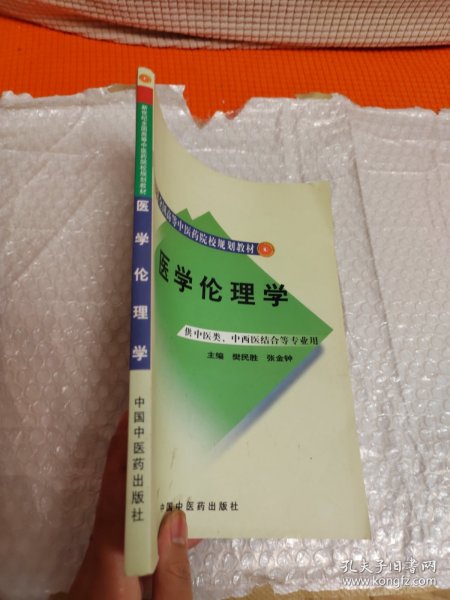 新世纪全国高等中医药院校规划教材
医学伦理学
中国中医药出版社
国高等中医药院校规划教材
医学伦理学
供中医类、中西医结合等专业用
主编 樊民胜 张金钟
中国中医药出版社
孔夫子旧书网
www.kongfz.com